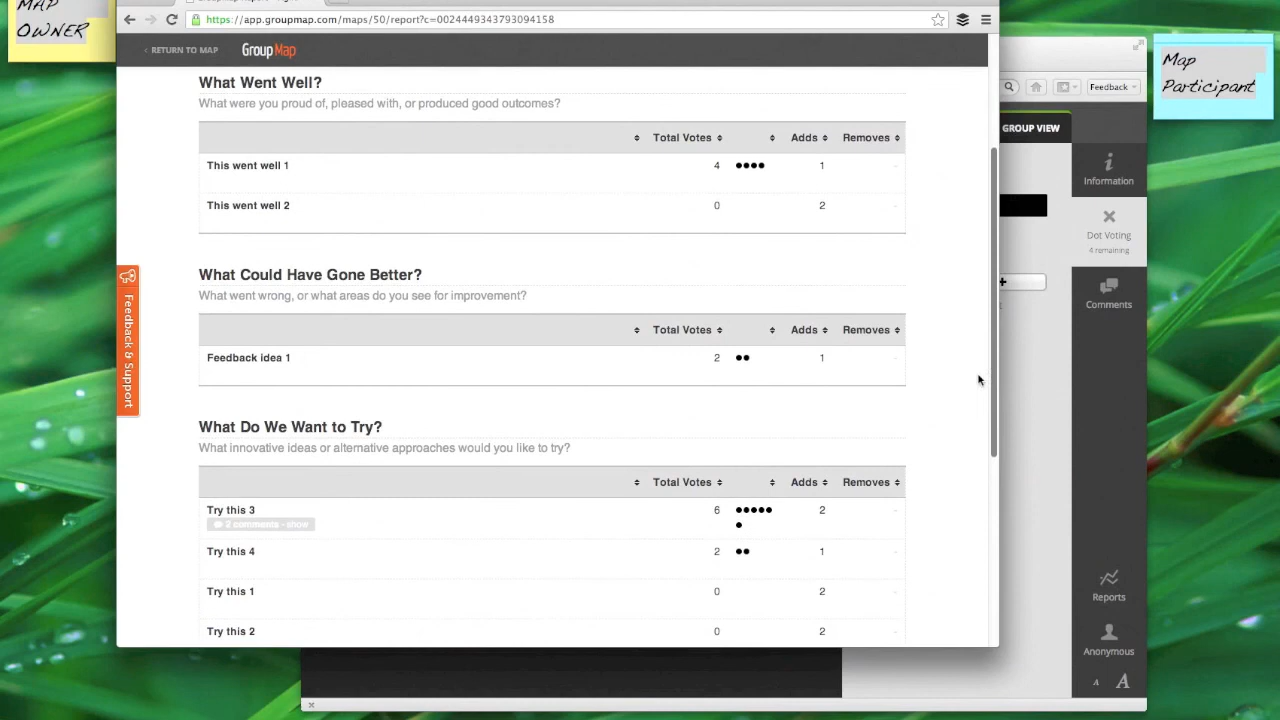 MAP
OWNER
https://app.groupmap.com/maps/50/report?c=0024449343793094158
Map
Participant
‹ RETURN TO MAP GroupMap
Feedback
GROUP VIEW
What Went Well?
What were you proud of, pleased with, or produced good outcomes?
Total Votes Adds Removes
This went well 1 4 1 -
This went well 2 0 2 -
What Could Have Gone Better?
What went wrong, or what areas do you see for improvement?
Total Votes Adds Removes
Feedback idea 1 2 1 -
What Do We Want to Try?
What innovative ideas or alternative approaches would you like to try?
Total Votes Adds Removes
Try this 3 6 2 -
2 comments - show
Try this 4 2 1 -
Try this 1 0 2 -
Try this 2 0 2 -
Feedback & Support
Information
Dot Voting
4 remaining
+
Comments
Reports
Anonymous
A A